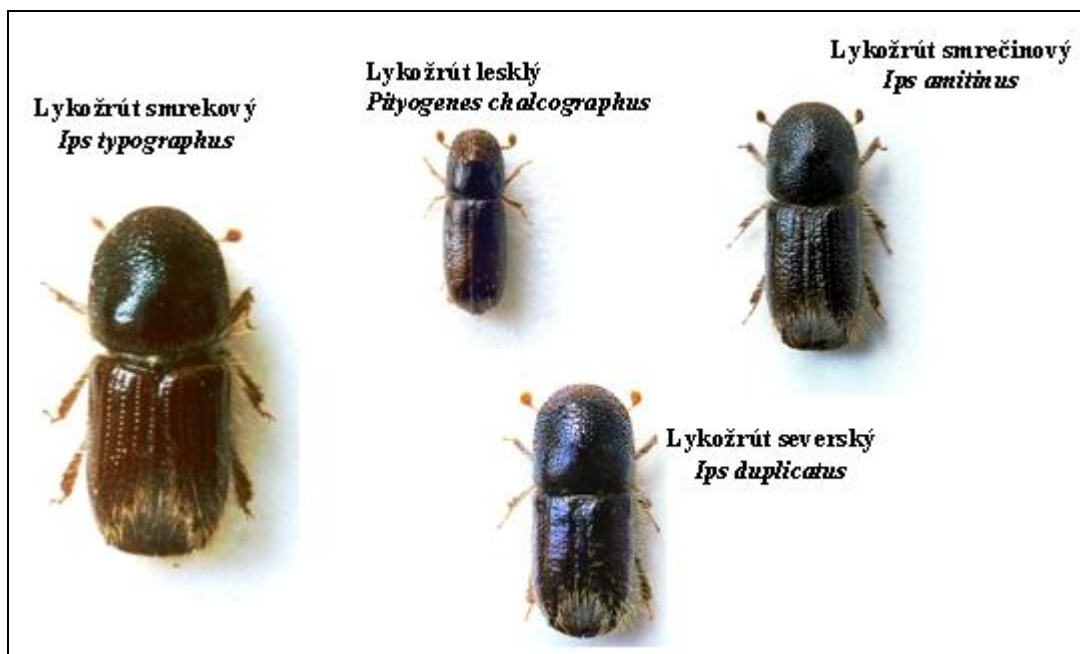 Lykožrút smrekový
Ips typographus
Lykožrút lesklý
Pityogenes chalcographus
Lykožrút smrečinový
Ips amitinus
Lykožrút severský
Ips duplicatus